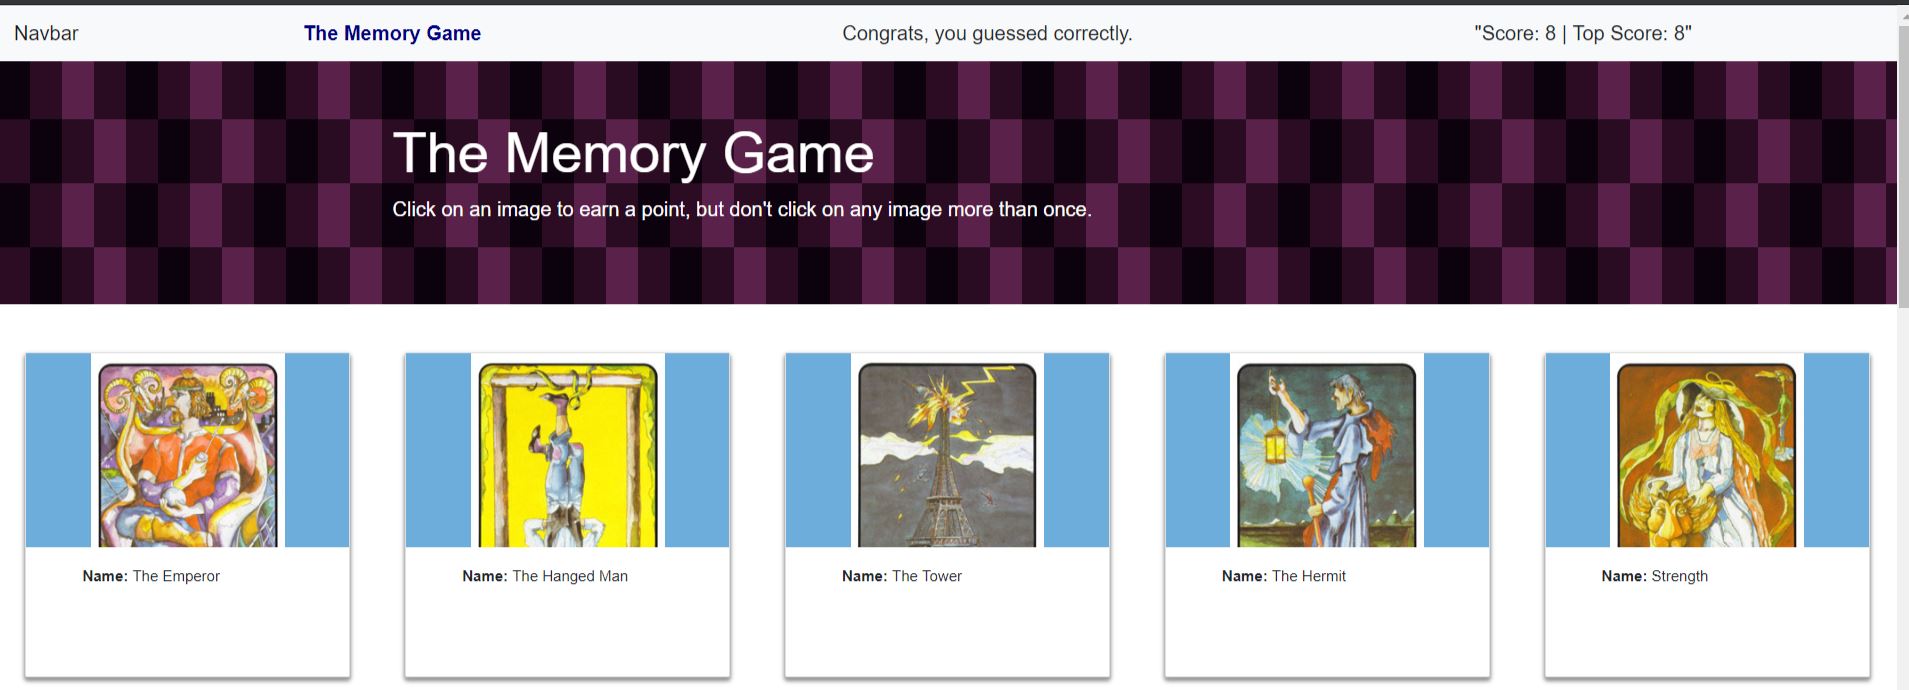 Navbar
The Memory Game
Congrats, you guessed correctly.
"Score: 8 | Top Score: 8"
The Memory Game
Click on an image to earn a point, but don't click on any image more than once.
Name: The Emperor
Name: The Hanged Man
Name: The Tower
Name: The Hermit
Name: Strength